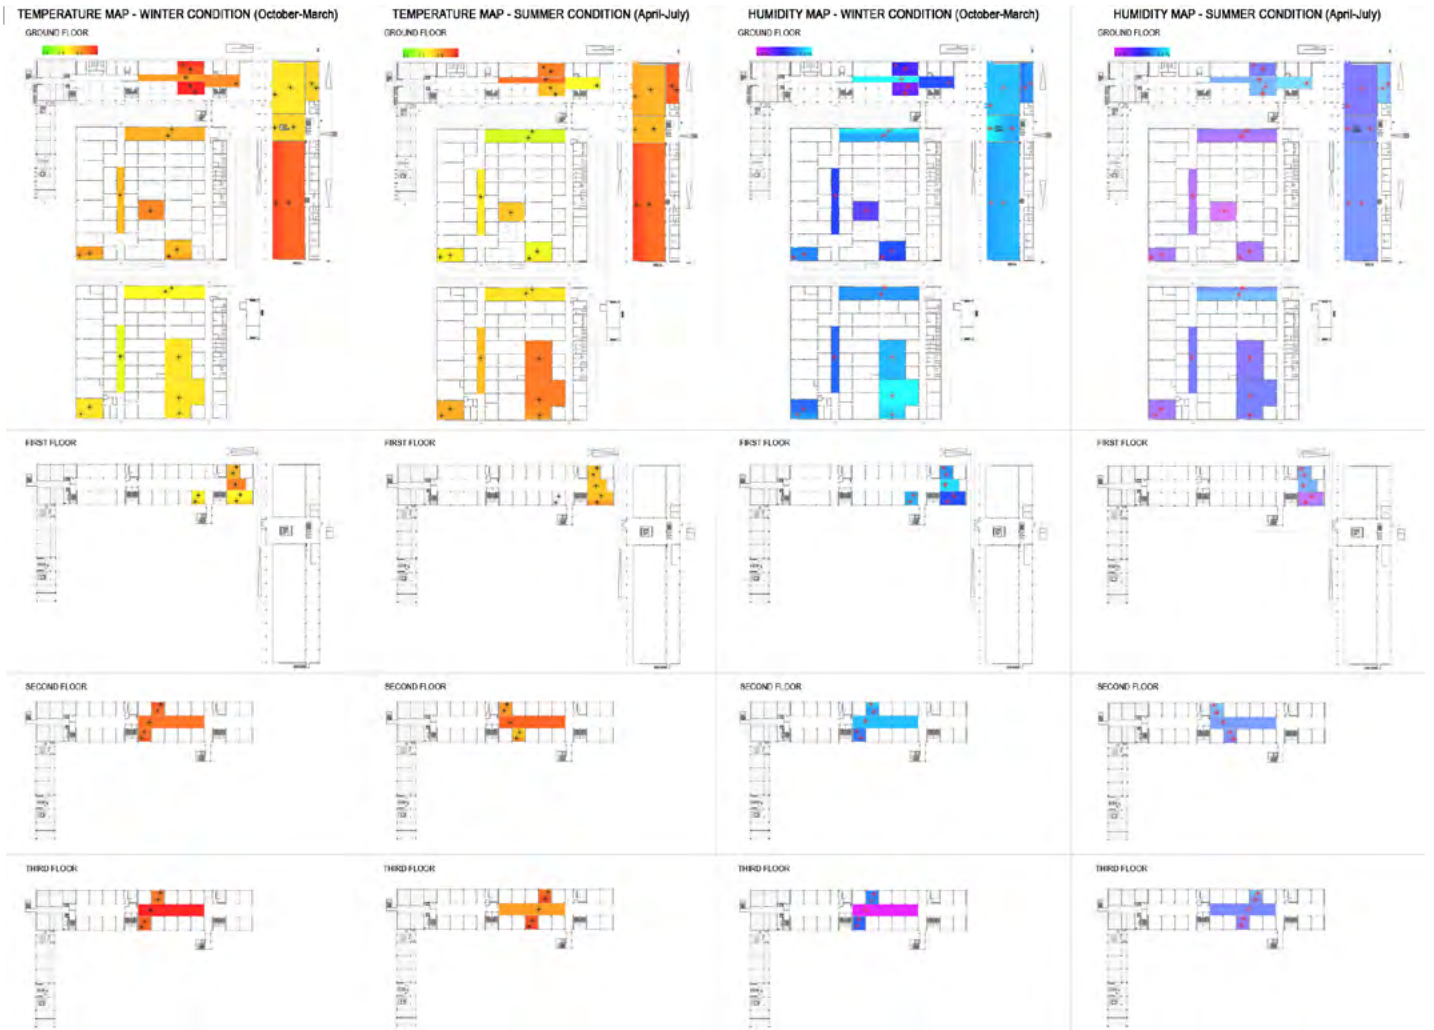 TEMPERATURE MAP - WINTER CONDITION (October-March)
TEMPERATURE MAP - SUMMER CONDITION (April-July)
HUMIDITY MAP - WINTER CONDITION (October-March)
HUMIDITY MAP - SUMMER CONDITION (April-July)
GROUND FLOOR
GROUND FLOOR
GROUND FLOOR
GROUND FLOOR
FIRST FLOOR
FIRST FLOOR
FIRST FLOOR
FIRST FLOOR
SECOND FLOOR
SECOND FLOOR
SECOND FLOOR
SECOND FLOOR
THIRD FLOOR
THIRD FLOOR
THIRD FLOOR
THIRD FLOOR